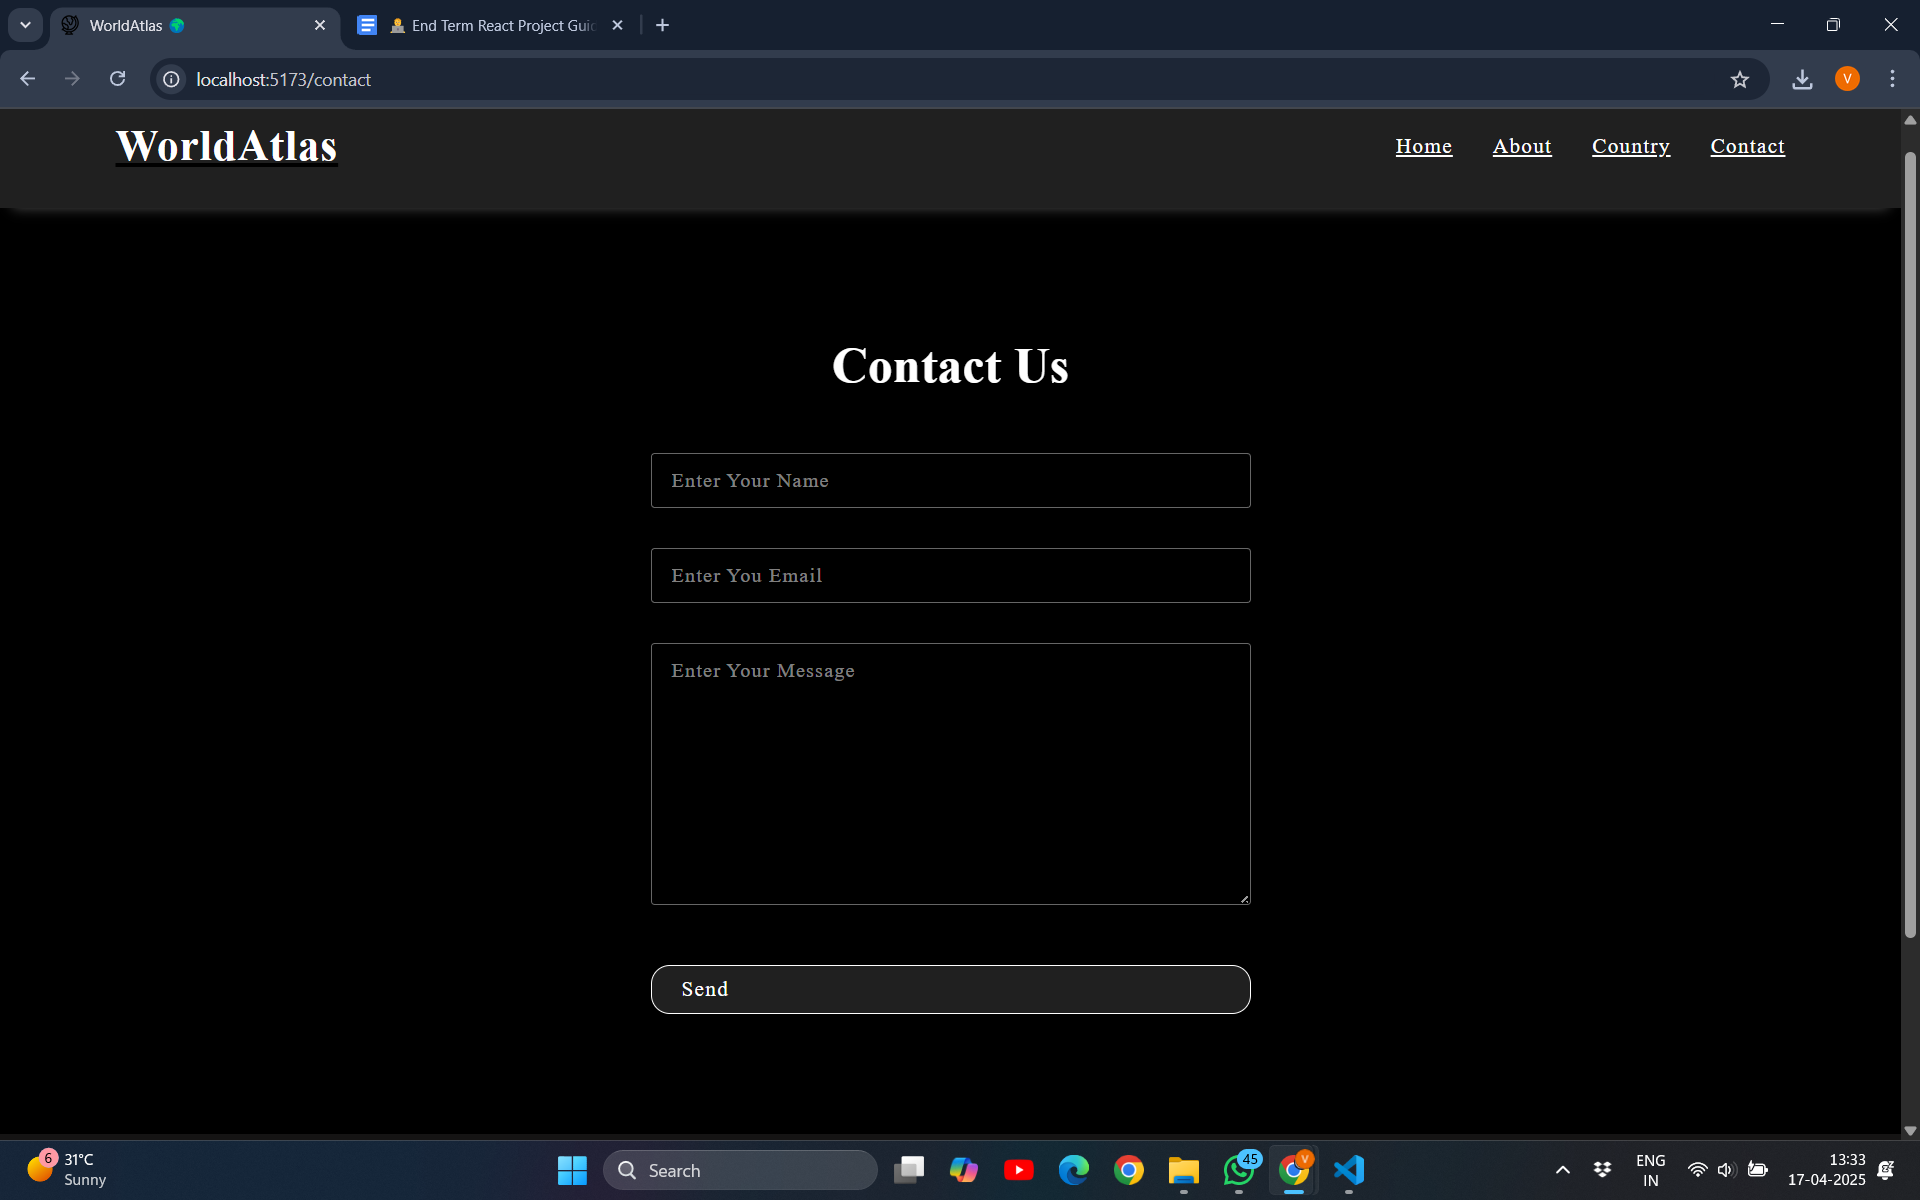 WorldAtlas
End Term React Project Gui
localhost:5173/contact
V
WorldAtlas
Home
About
Country
Contact
Contact Us
Enter Your Name
Enter You Email
Enter Your Message
Send
6
31°C
Sunny
Search
45
V
ENG
IN
13:33
17-04-2025